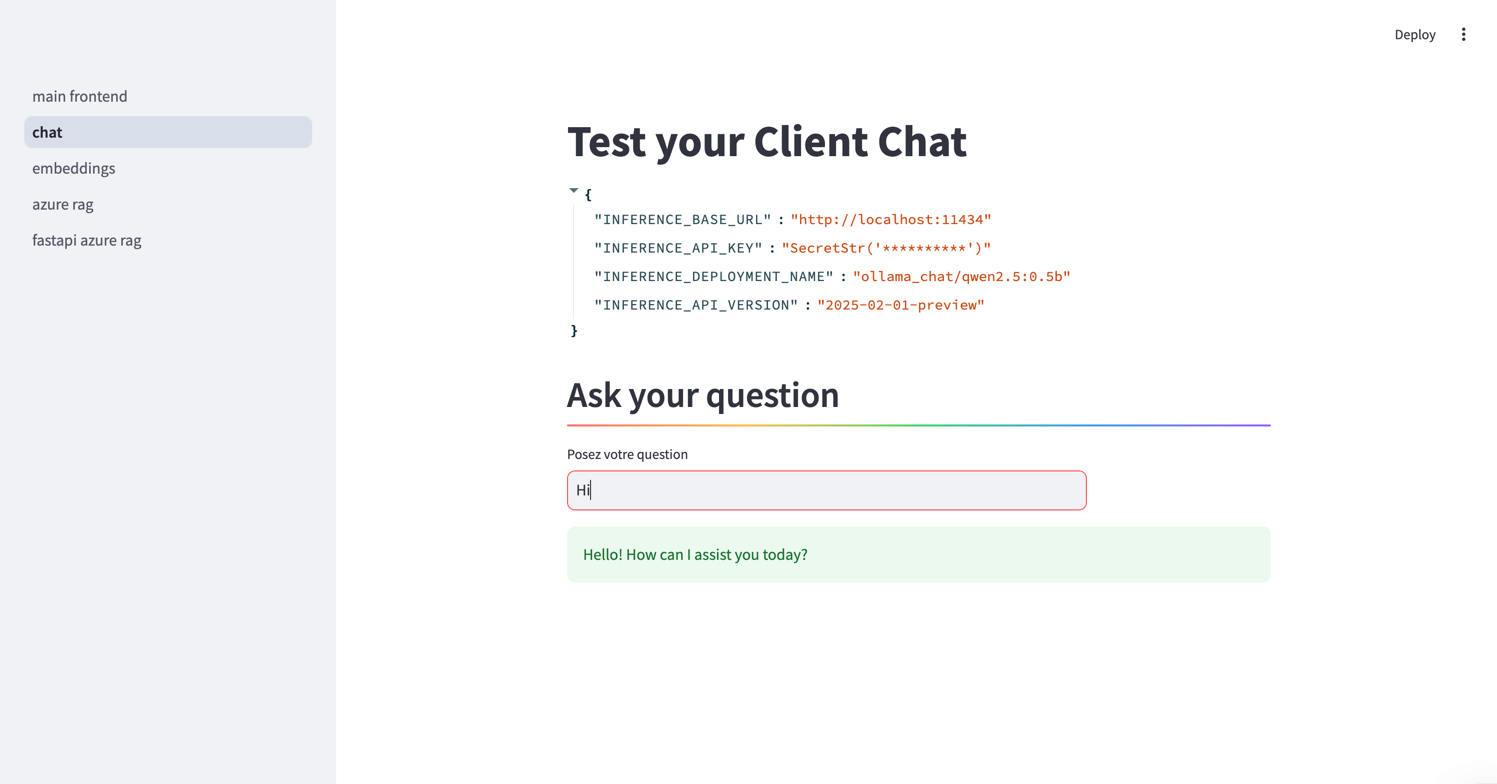 Deploy
main frontend
chat
embeddings
azure rag
fastapi azure rag
Test your Client Chat
{
"INFERENCE_BASE_URL" : "http://localhost:11434"
"INFERENCE_API_KEY" : "SecretStr('**********')"
"INFERENCE_DEPLOYMENT_NAME" : "ollama_chat/qwen2.5:0.5b"
"INFERENCE_API_VERSION" : "2025-02-01-preview"
}
Ask your question
Posez votre question
Hi
Hello! How can I assist you today?